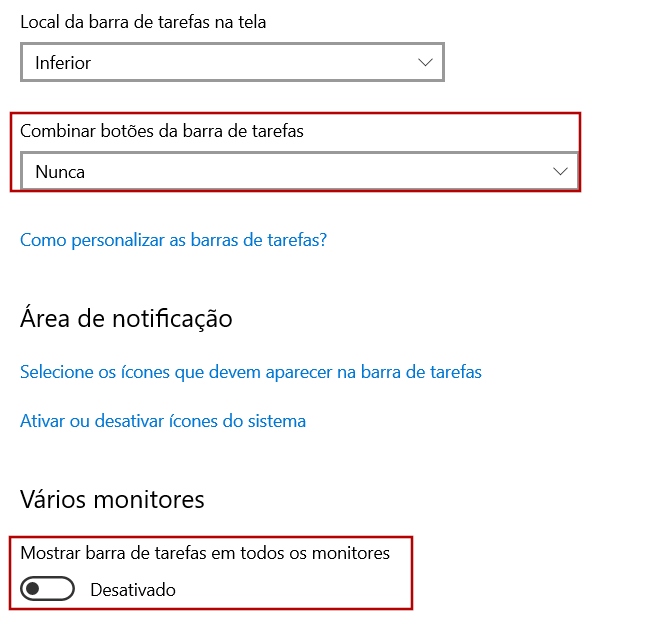 Local da barra de tarefas na tela
Inferior
Combinar botões da barra de tarefas
Nunca
Como personalizar as barras de tarefas?
Área de notificação
Selecione os ícones que devem aparecer na barra de tarefas
Ativar ou desativar ícones do sistema
Vários monitores
Mostrar barra de tarefas em todos os monitores
Desativado